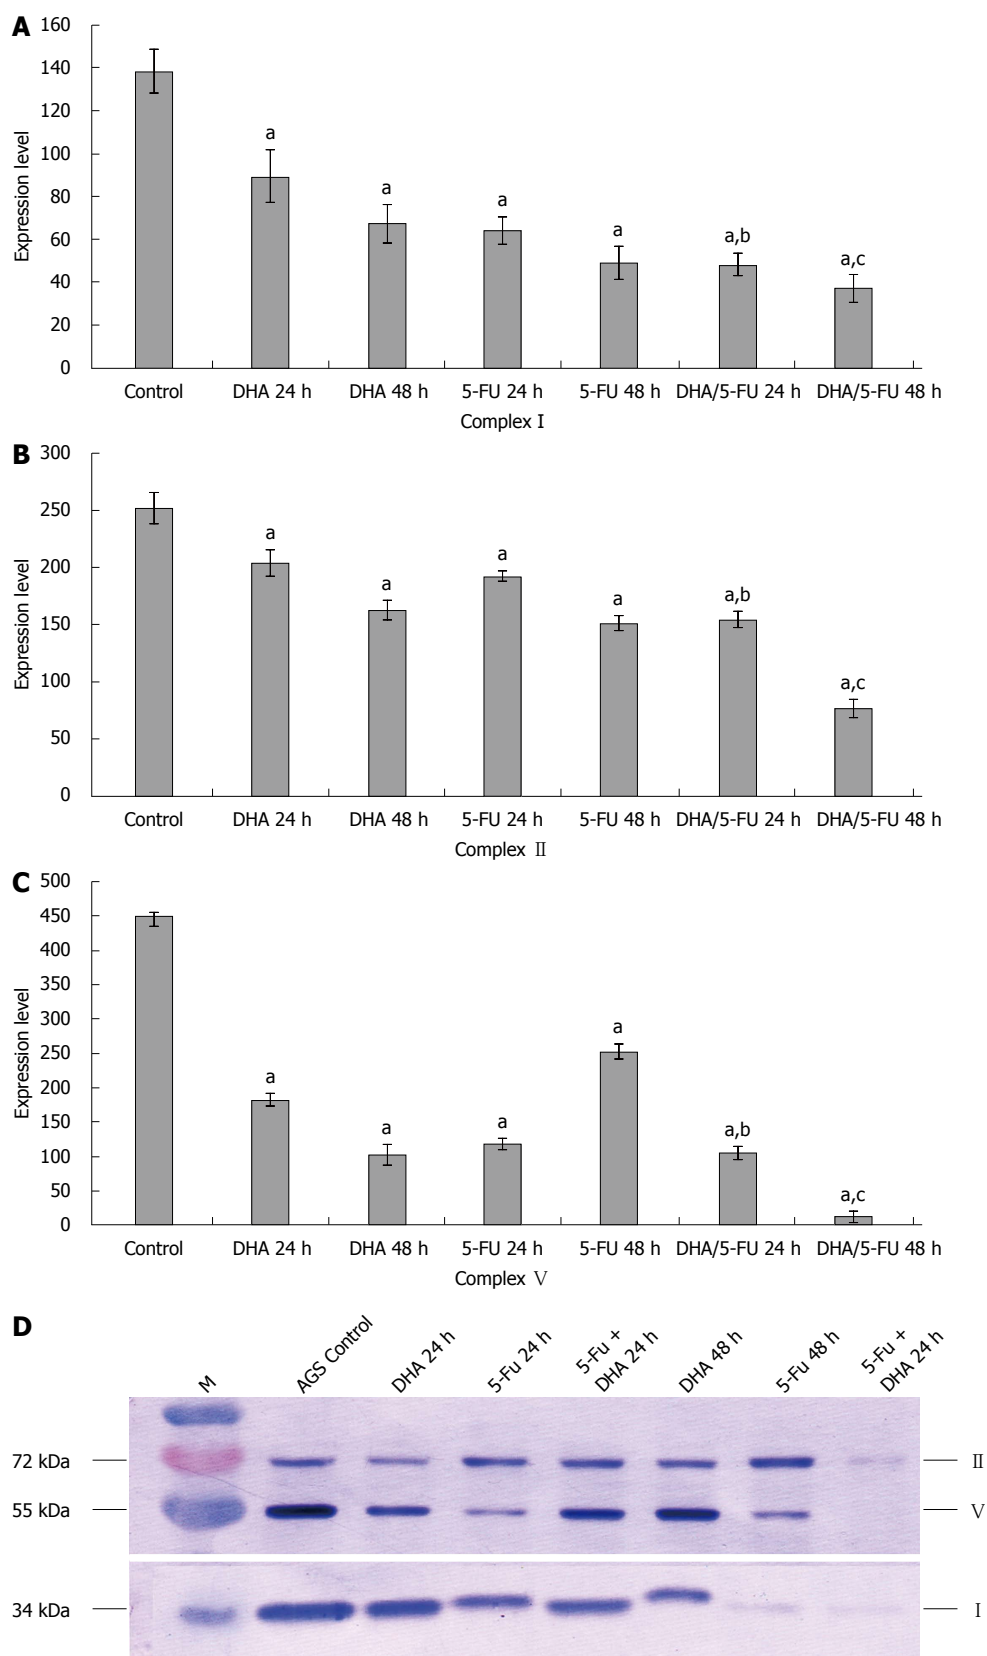 A
160
140
120
100
80
60
40
20
0
Expression level
a
a
a
a
a,b
a,c
Control DHA 24 h DHA 48 h 5-FU 24 h 5-FU 48 h DHA/5-FU 24 h DHA/5-FU 48 h
Complex I
B
300
250
200
150
100
50
0
Expression level
a
a
a
a
a,b
a,c
Control DHA 24 h DHA 48 h 5-FU 24 h 5-FU 48 h DHA/5-FU 24 h DHA/5-FU 48 h
Complex Ⅱ
C
500
450
400
350
300
250
200
150
100
50
0
Expression level
a
a
a
a
a,b
a,c
Control DHA 24 h DHA 48 h 5-FU 24 h 5-FU 48 h DHA/5-FU 24 h DHA/5-FU 48 h
Complex Ⅴ
D
M
AGS Control
DHA 24 h
5-Fu 24 h
5-Fu +
DHA 24 h
DHA 48 h
5-Fu 48 h
5-Fu +
DHA 24 h
72 kDa Ⅱ
55 kDa V
34 kDa I